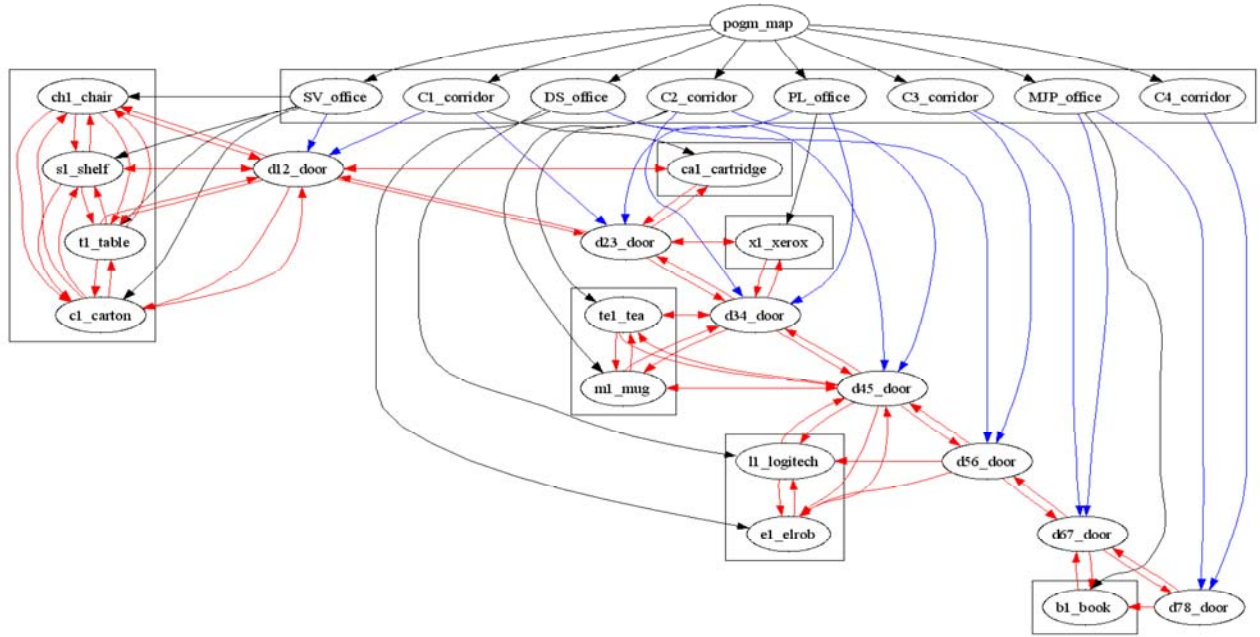 pogm_map
ch1_chair SV_office C1_corridor DS_office C2_corridor PL_office C3_corridor MJP_office C4_corridor
s1_shelf d12_door ca1_cartridge
t1_table d23_door x1_xerox
c1_carton te1_tea d34_door
m1_mug d45_door
l1_logitech d56_door
e1_elrob d67_door
b1_book d78_door